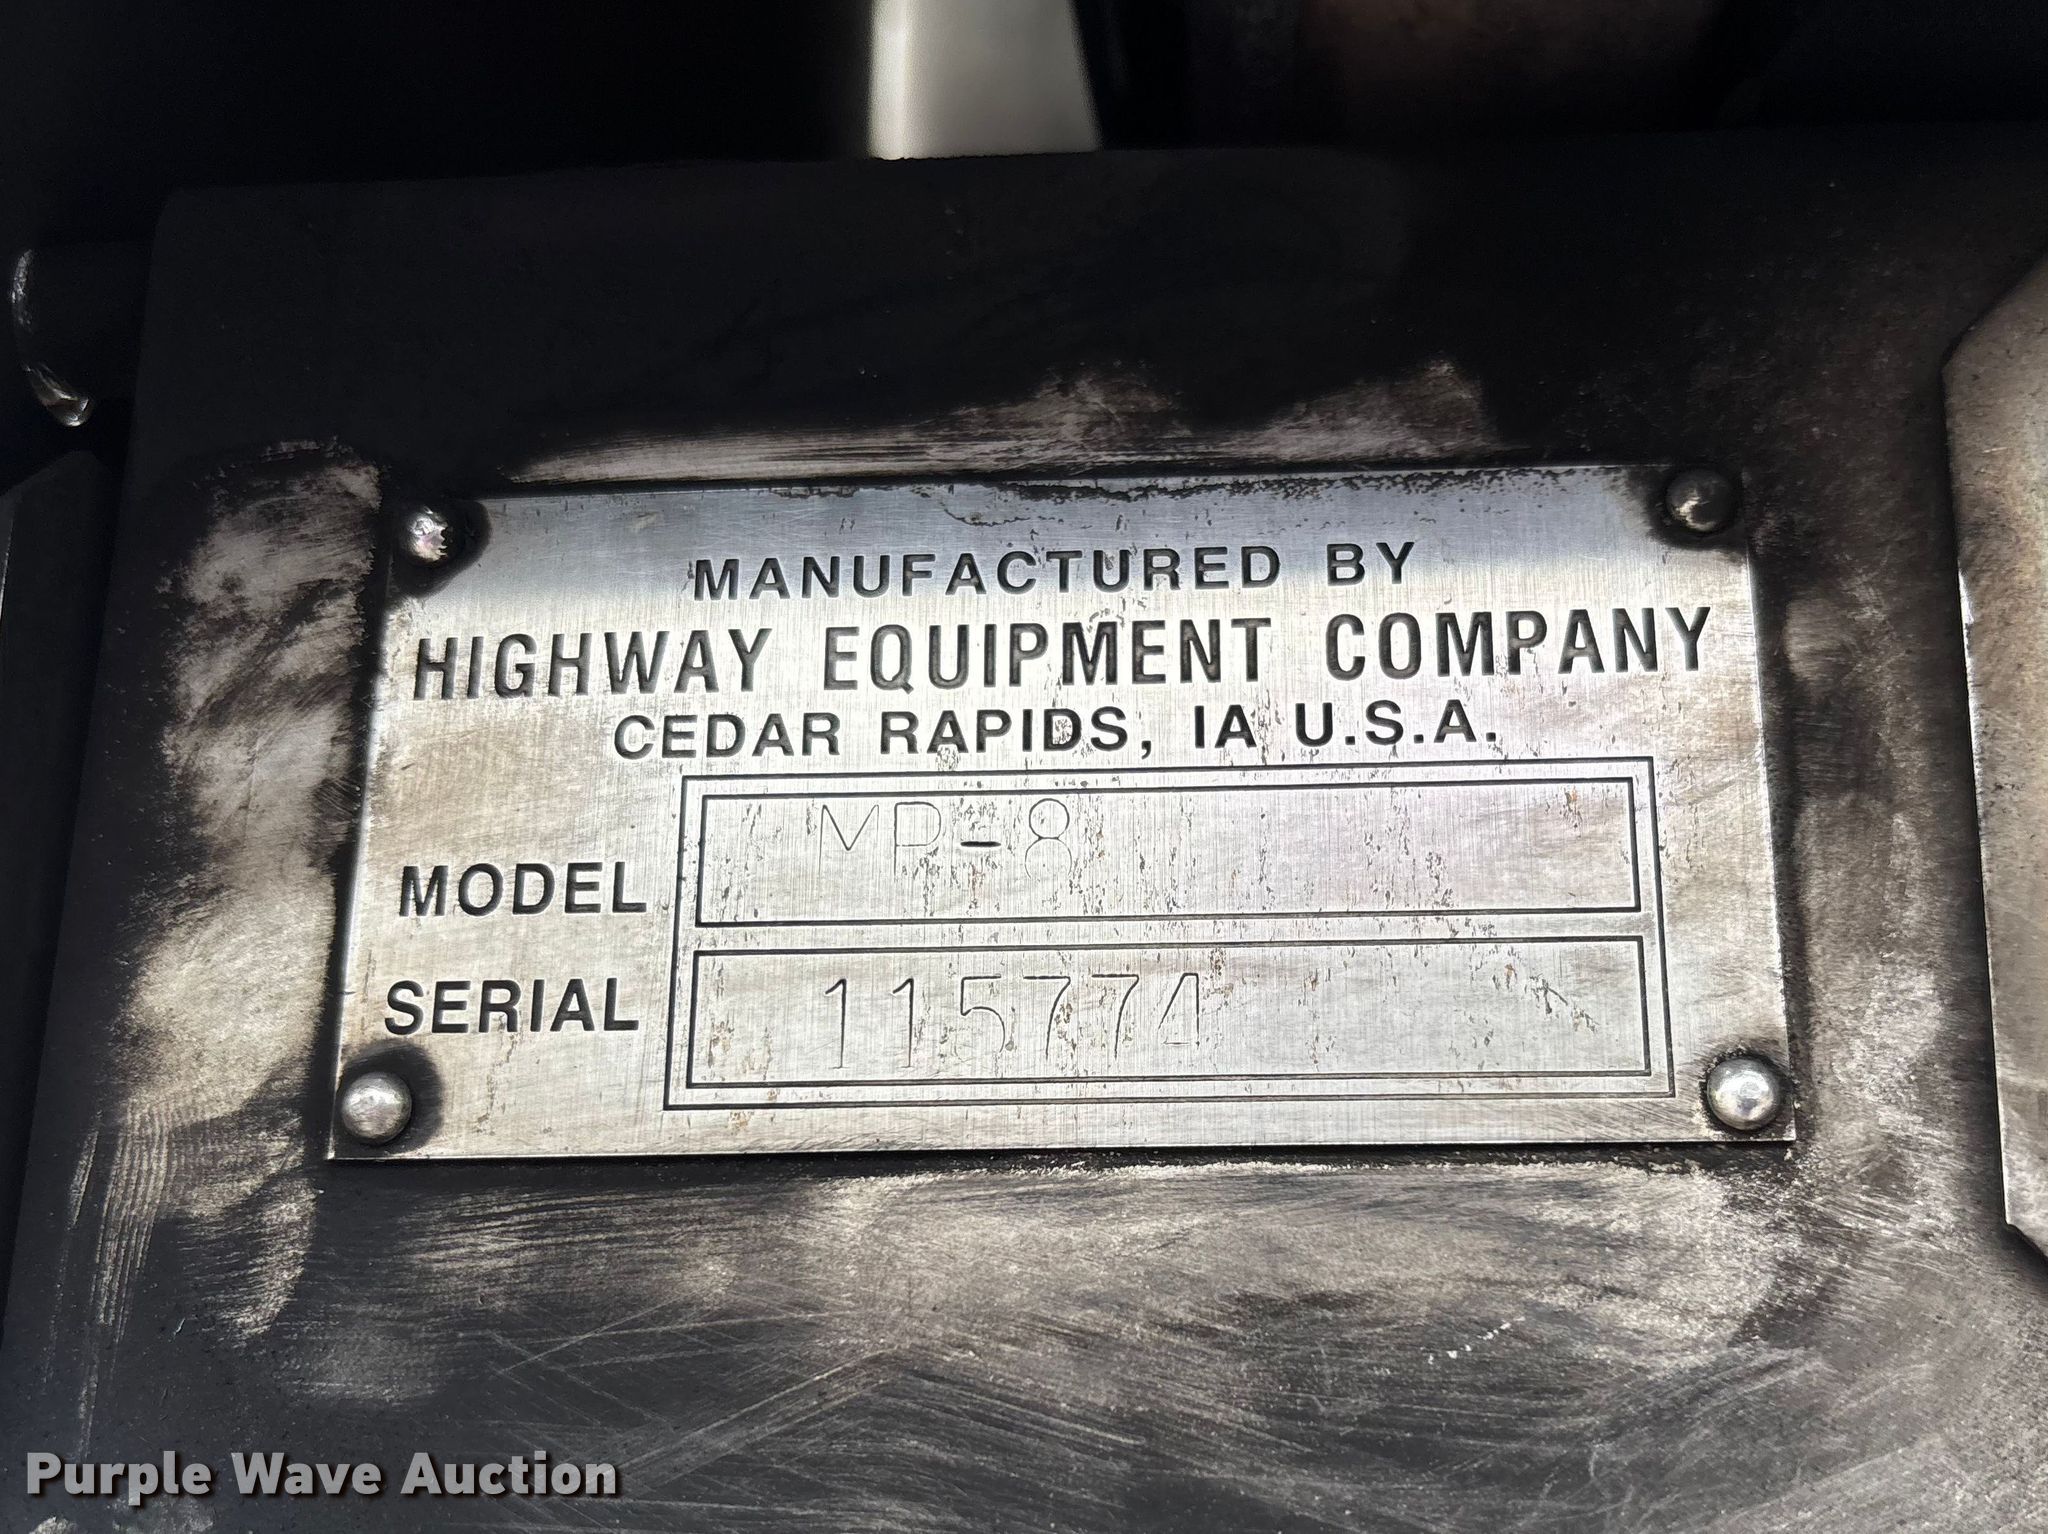 MANUFACTURED BY
HIGHWAY EQUIPMENT COMPANY
CEDAR RAPIDS, IA U.S.A.
MODEL MP-8
SERIAL 115774
Purple Wave Auction